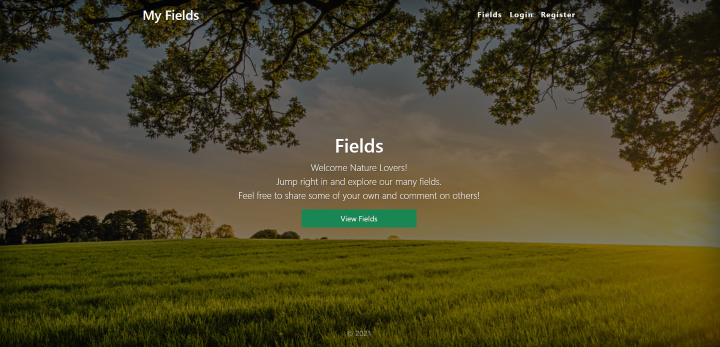 My Fields
Fields Login Register
Fields
Welcome Nature Lovers!
Jump right in and explore our many fields.
Feel free to share some of your own and comment on others!
View Fields
© 2021